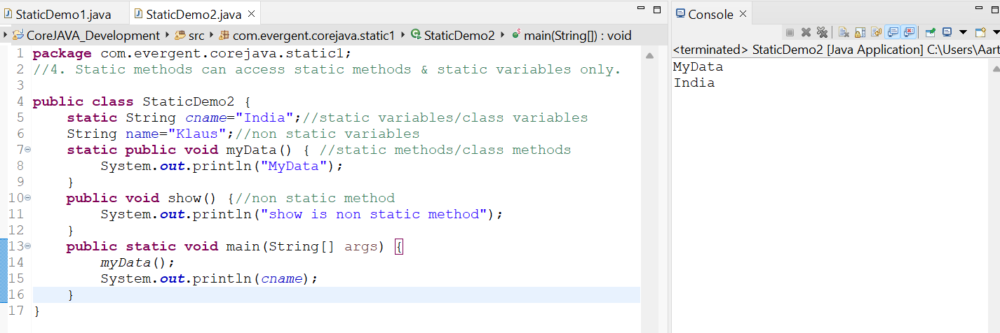 StaticDemo1.java StaticDemo2.java
CoreJAVA_Development src com.evergent.corejava.static1 StaticDemo2 main(String[]) : void
1 package com.evergent.corejava.static1;
2 //4. Static methods can access static methods & static variables only.
3
4 public class StaticDemo2 {
5 static String cname="India";//static variables/class variables
6 String name="Klaus";//non static variables
7 static public void myData() { //static methods/class methods
8 System.out.println("MyData");
9 }
10 public void show() {//non static method
11 System.out.println("show is non static method");
12 }
13 public static void main(String[] args) {
14 myData();
15 System.out.println(cname);
16 }
17 }
Console
<terminated> StaticDemo2 [Java Application] C:\Users\Aart
MyData
India